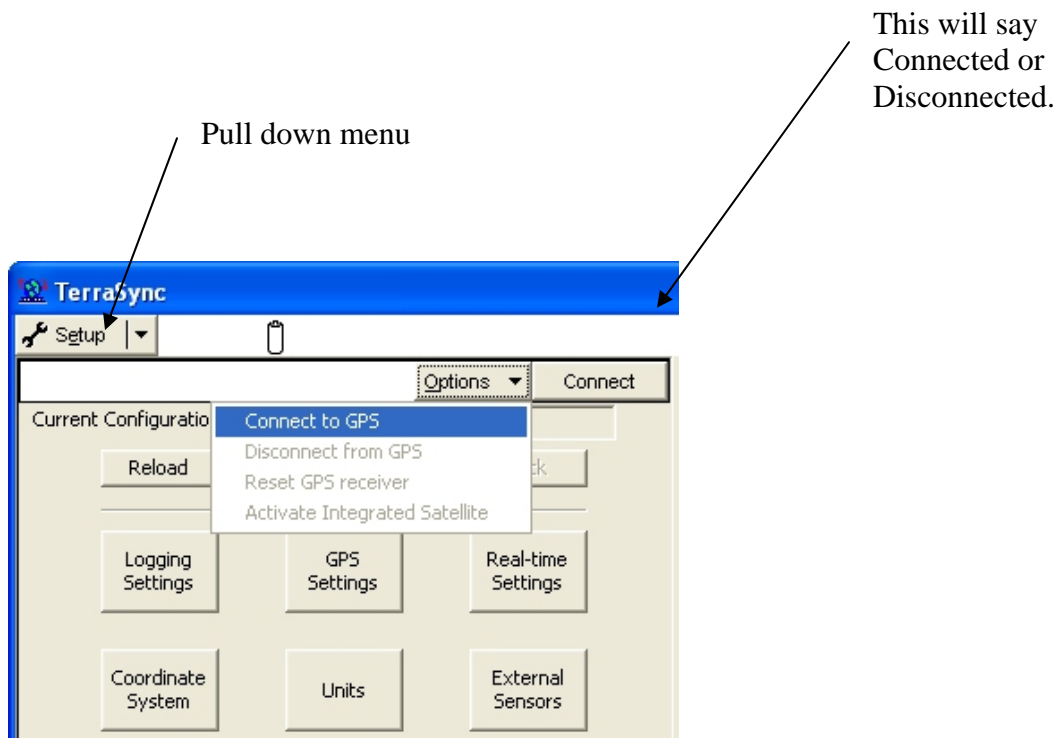 This will say
Connected or
Disconnected.
Pull down menu
TerraSync
Setup
Options Connect
Current Configuratio
Connect to GPS
Disconnect from GPS
Reset GPS receiver
Activate Integrated Satellite
Reload
Logging
Settings
GPS
Settings
Real-time
Settings
Coordinate
System
Units
External
Sensors